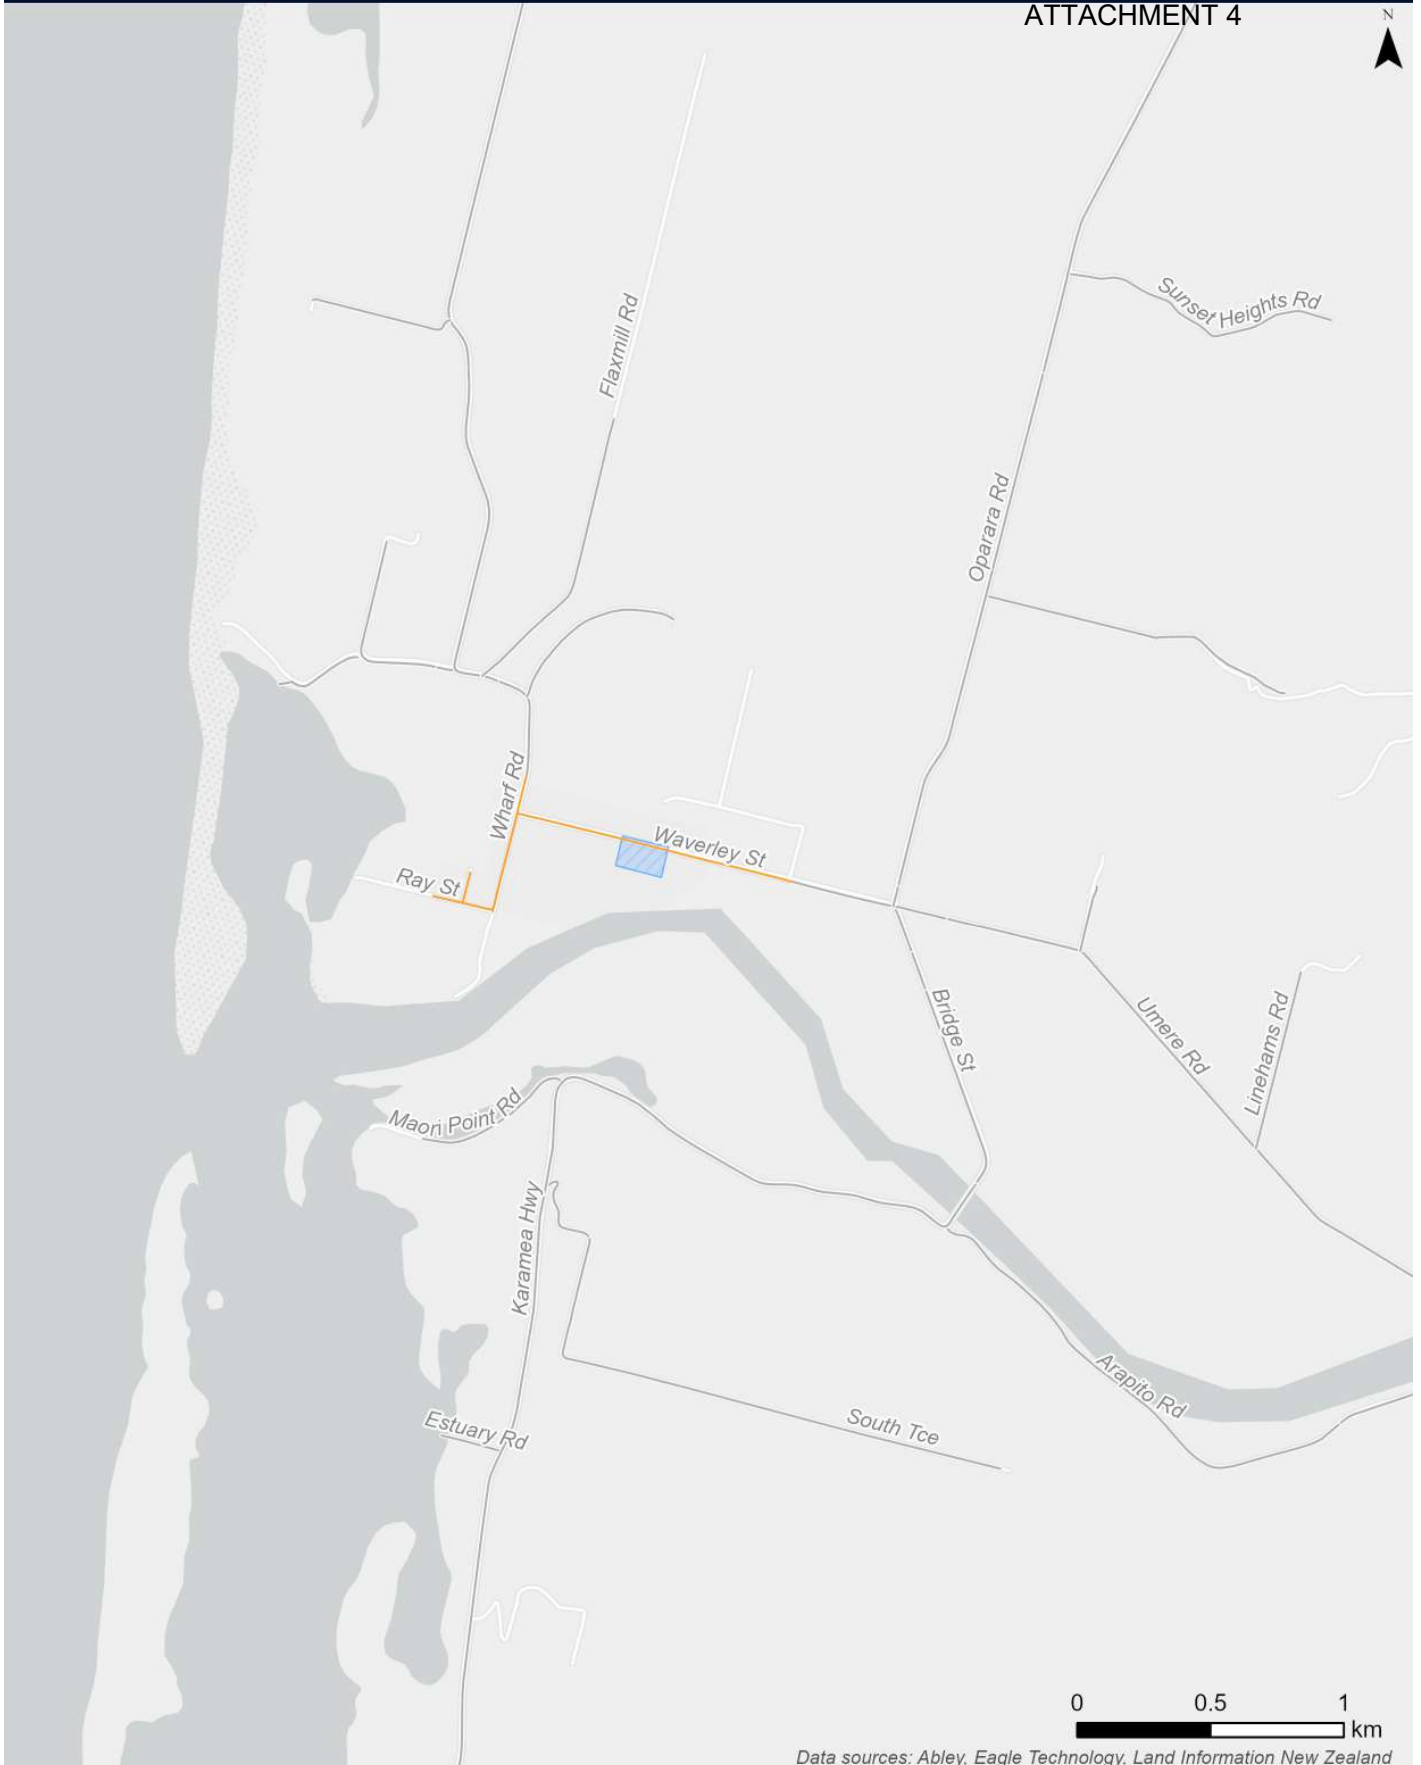 ATTACHMENT 4
N
Sunset Heights Rd
Flaxmill Rd
Oparara Rd
Wharf Rd
Waverley St
Ray St
Bridge St
Umere Rd
Linehams Rd
Maori Point Rd
Karamea Hwy
Arapito Rd
Estuary Rd
South Tce
0 0.5 1
km
Data sources: Abley, Eagle Technology, Land Information New Zealand